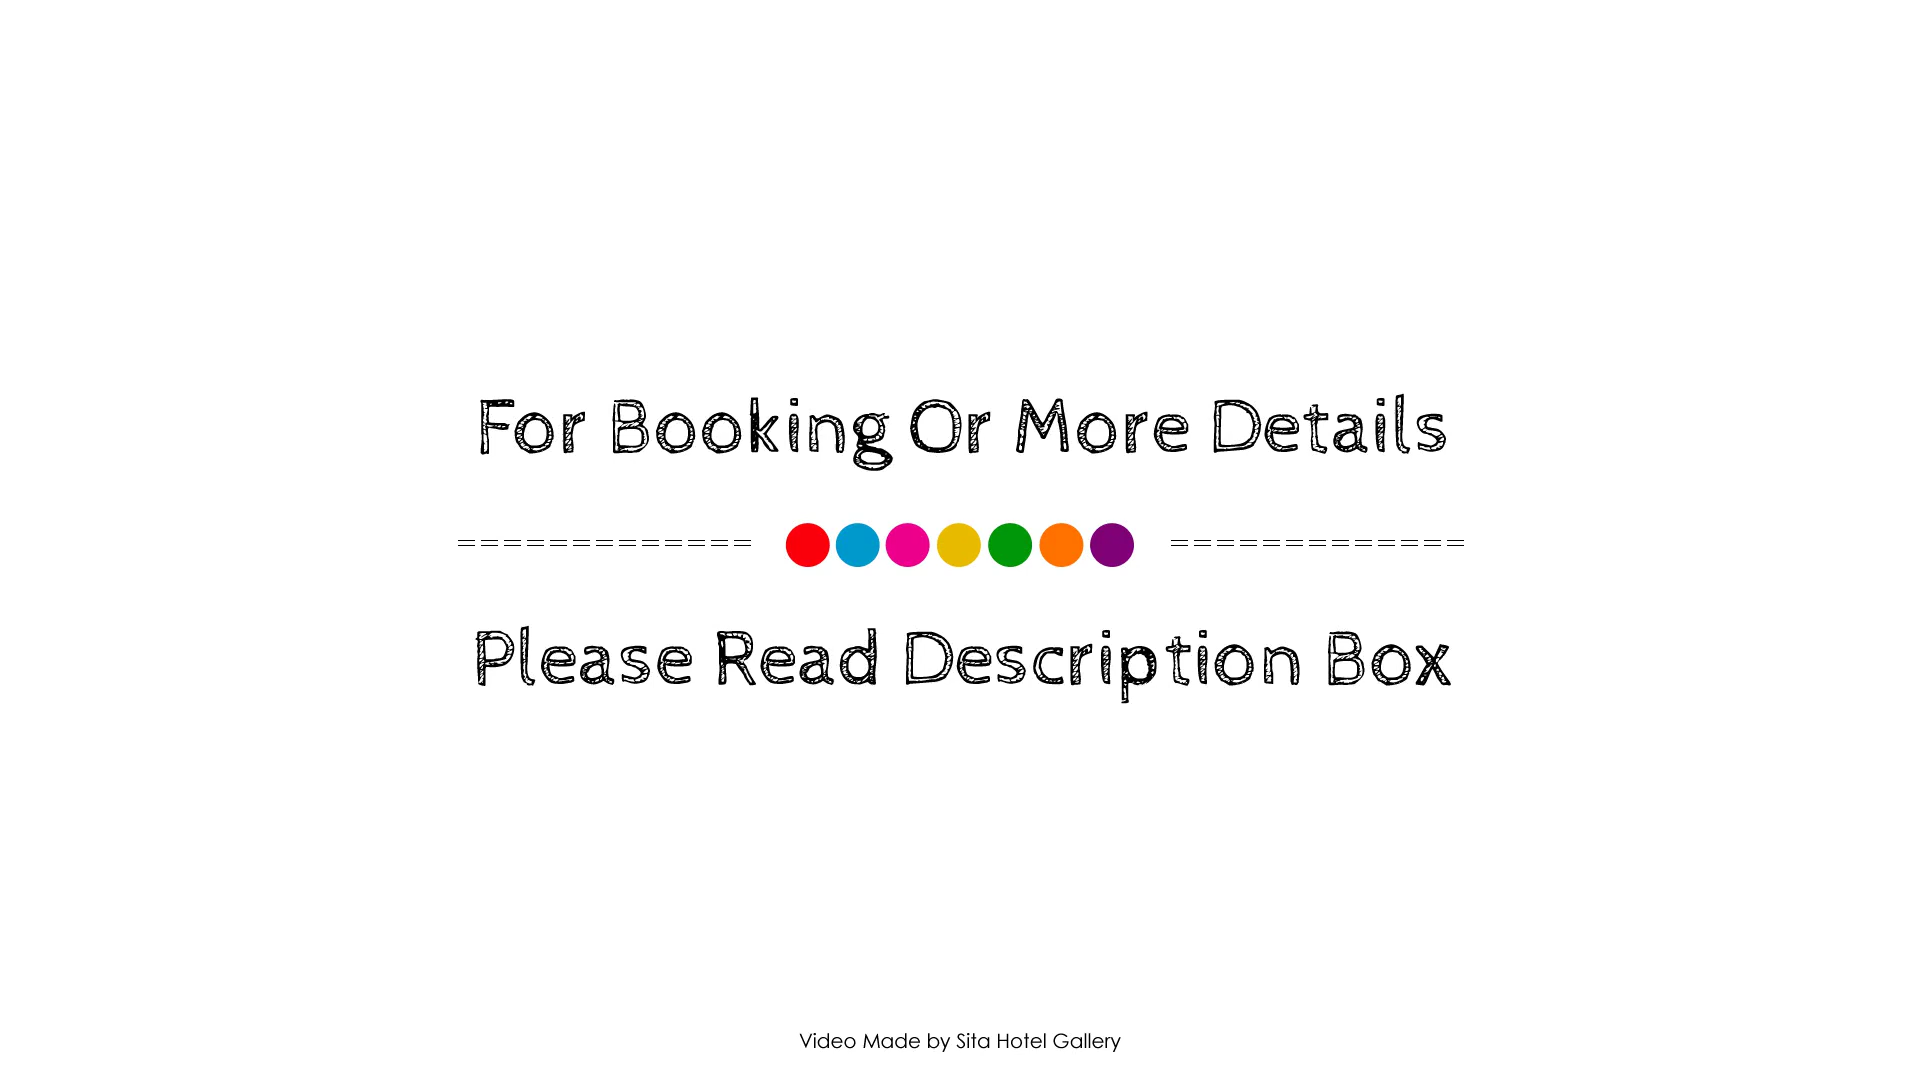 For Booking Or More Details
============= =============
Please Read Description Box
Video Made by Sita Hotel Gallery